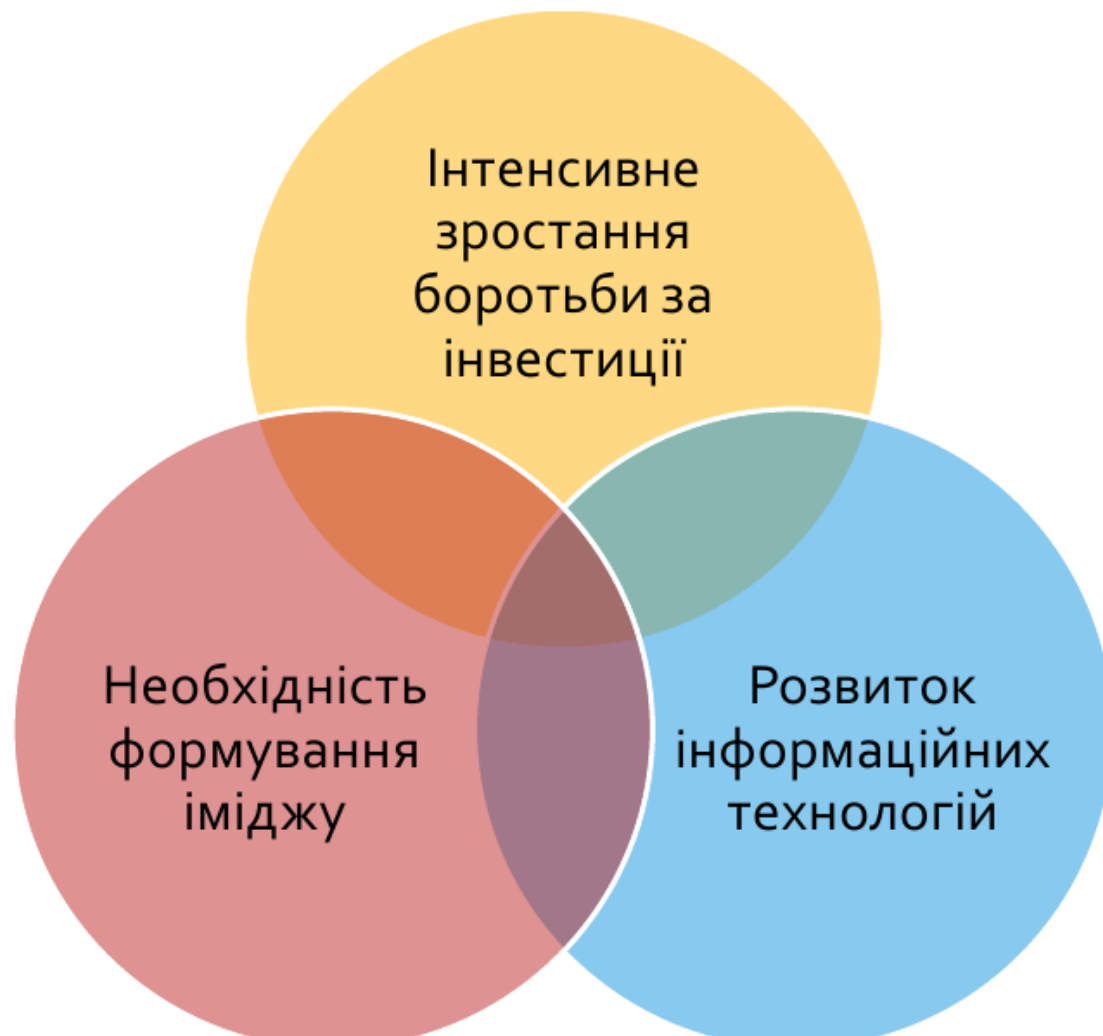 Інтенсивне
зростання
боротьби за
інвестиції
Необхідність
формування
іміджу
Розвиток
інформаційних
технологій